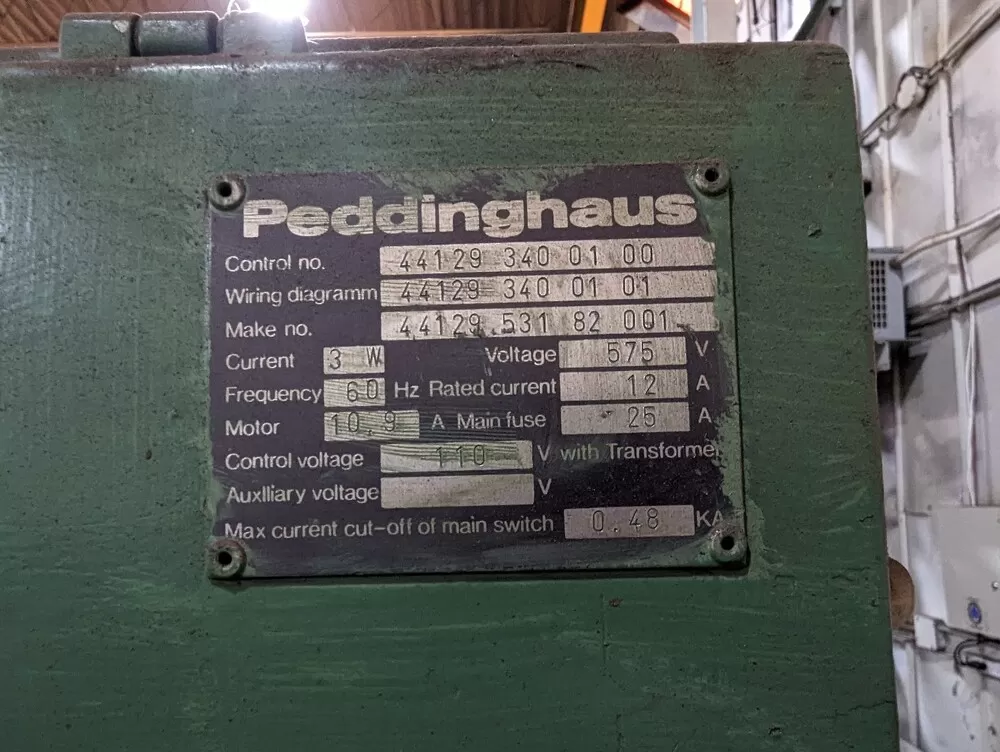 Peddinghaus
Control no. 44129 340 01 00
Wiring diagramm 44129 340 01 01
Make no. 44129.531 82 001
Current 3 W Voltage 575 V
Frequency 60 Hz Rated current 12 A
Motor 10,9 A Main fuse 25 A
Control voltage 110 V with Transformer
Auxlliary voltage V
Max current cut-off of main switch 0.48 KA